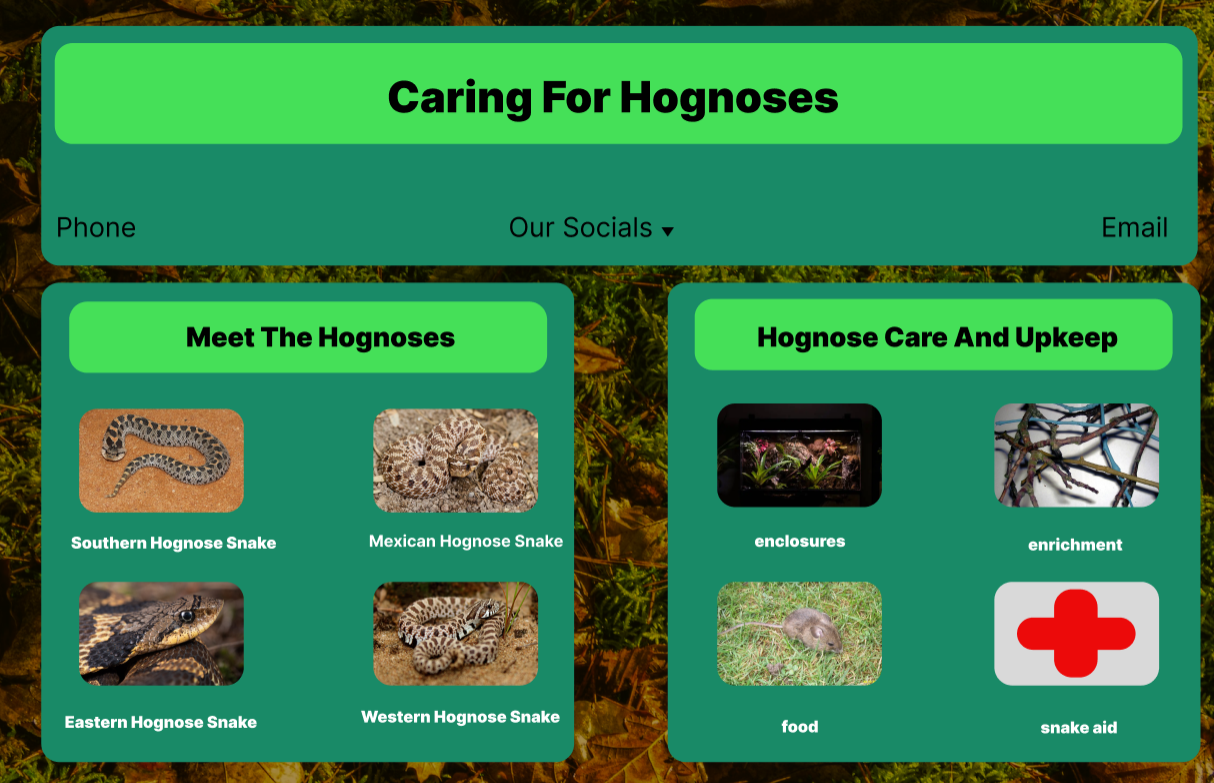 Caring For Hognoses
Phone
Our Socials ▼
Email
Meet The Hognoses
Hognose Care And Upkeep
Southern Hognose Snake
Mexican Hognose Snake
enclosures
enrichment
Eastern Hognose Snake
Western Hognose Snake
food
snake aid